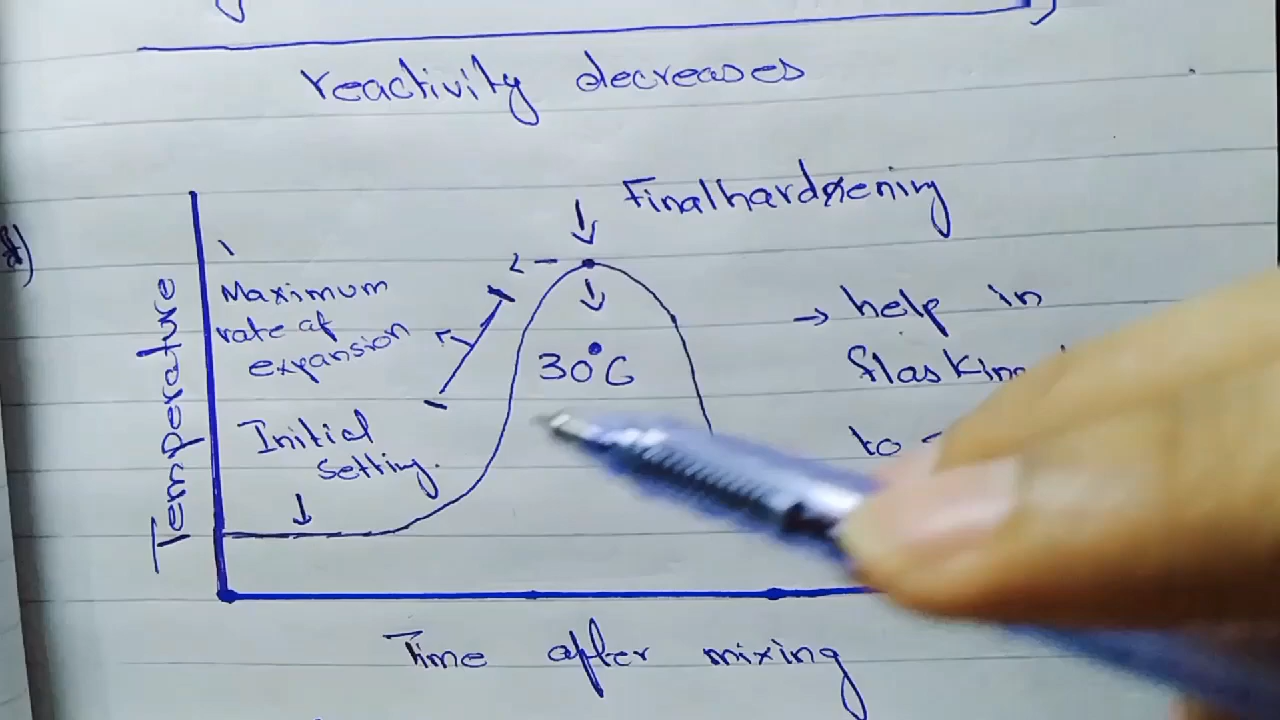 reactivity decreases
Final hardening
Maximum
rate of
expansion
30°C
→ help in
flasking
to
Initial
setting.
Temperature
Time after mixing